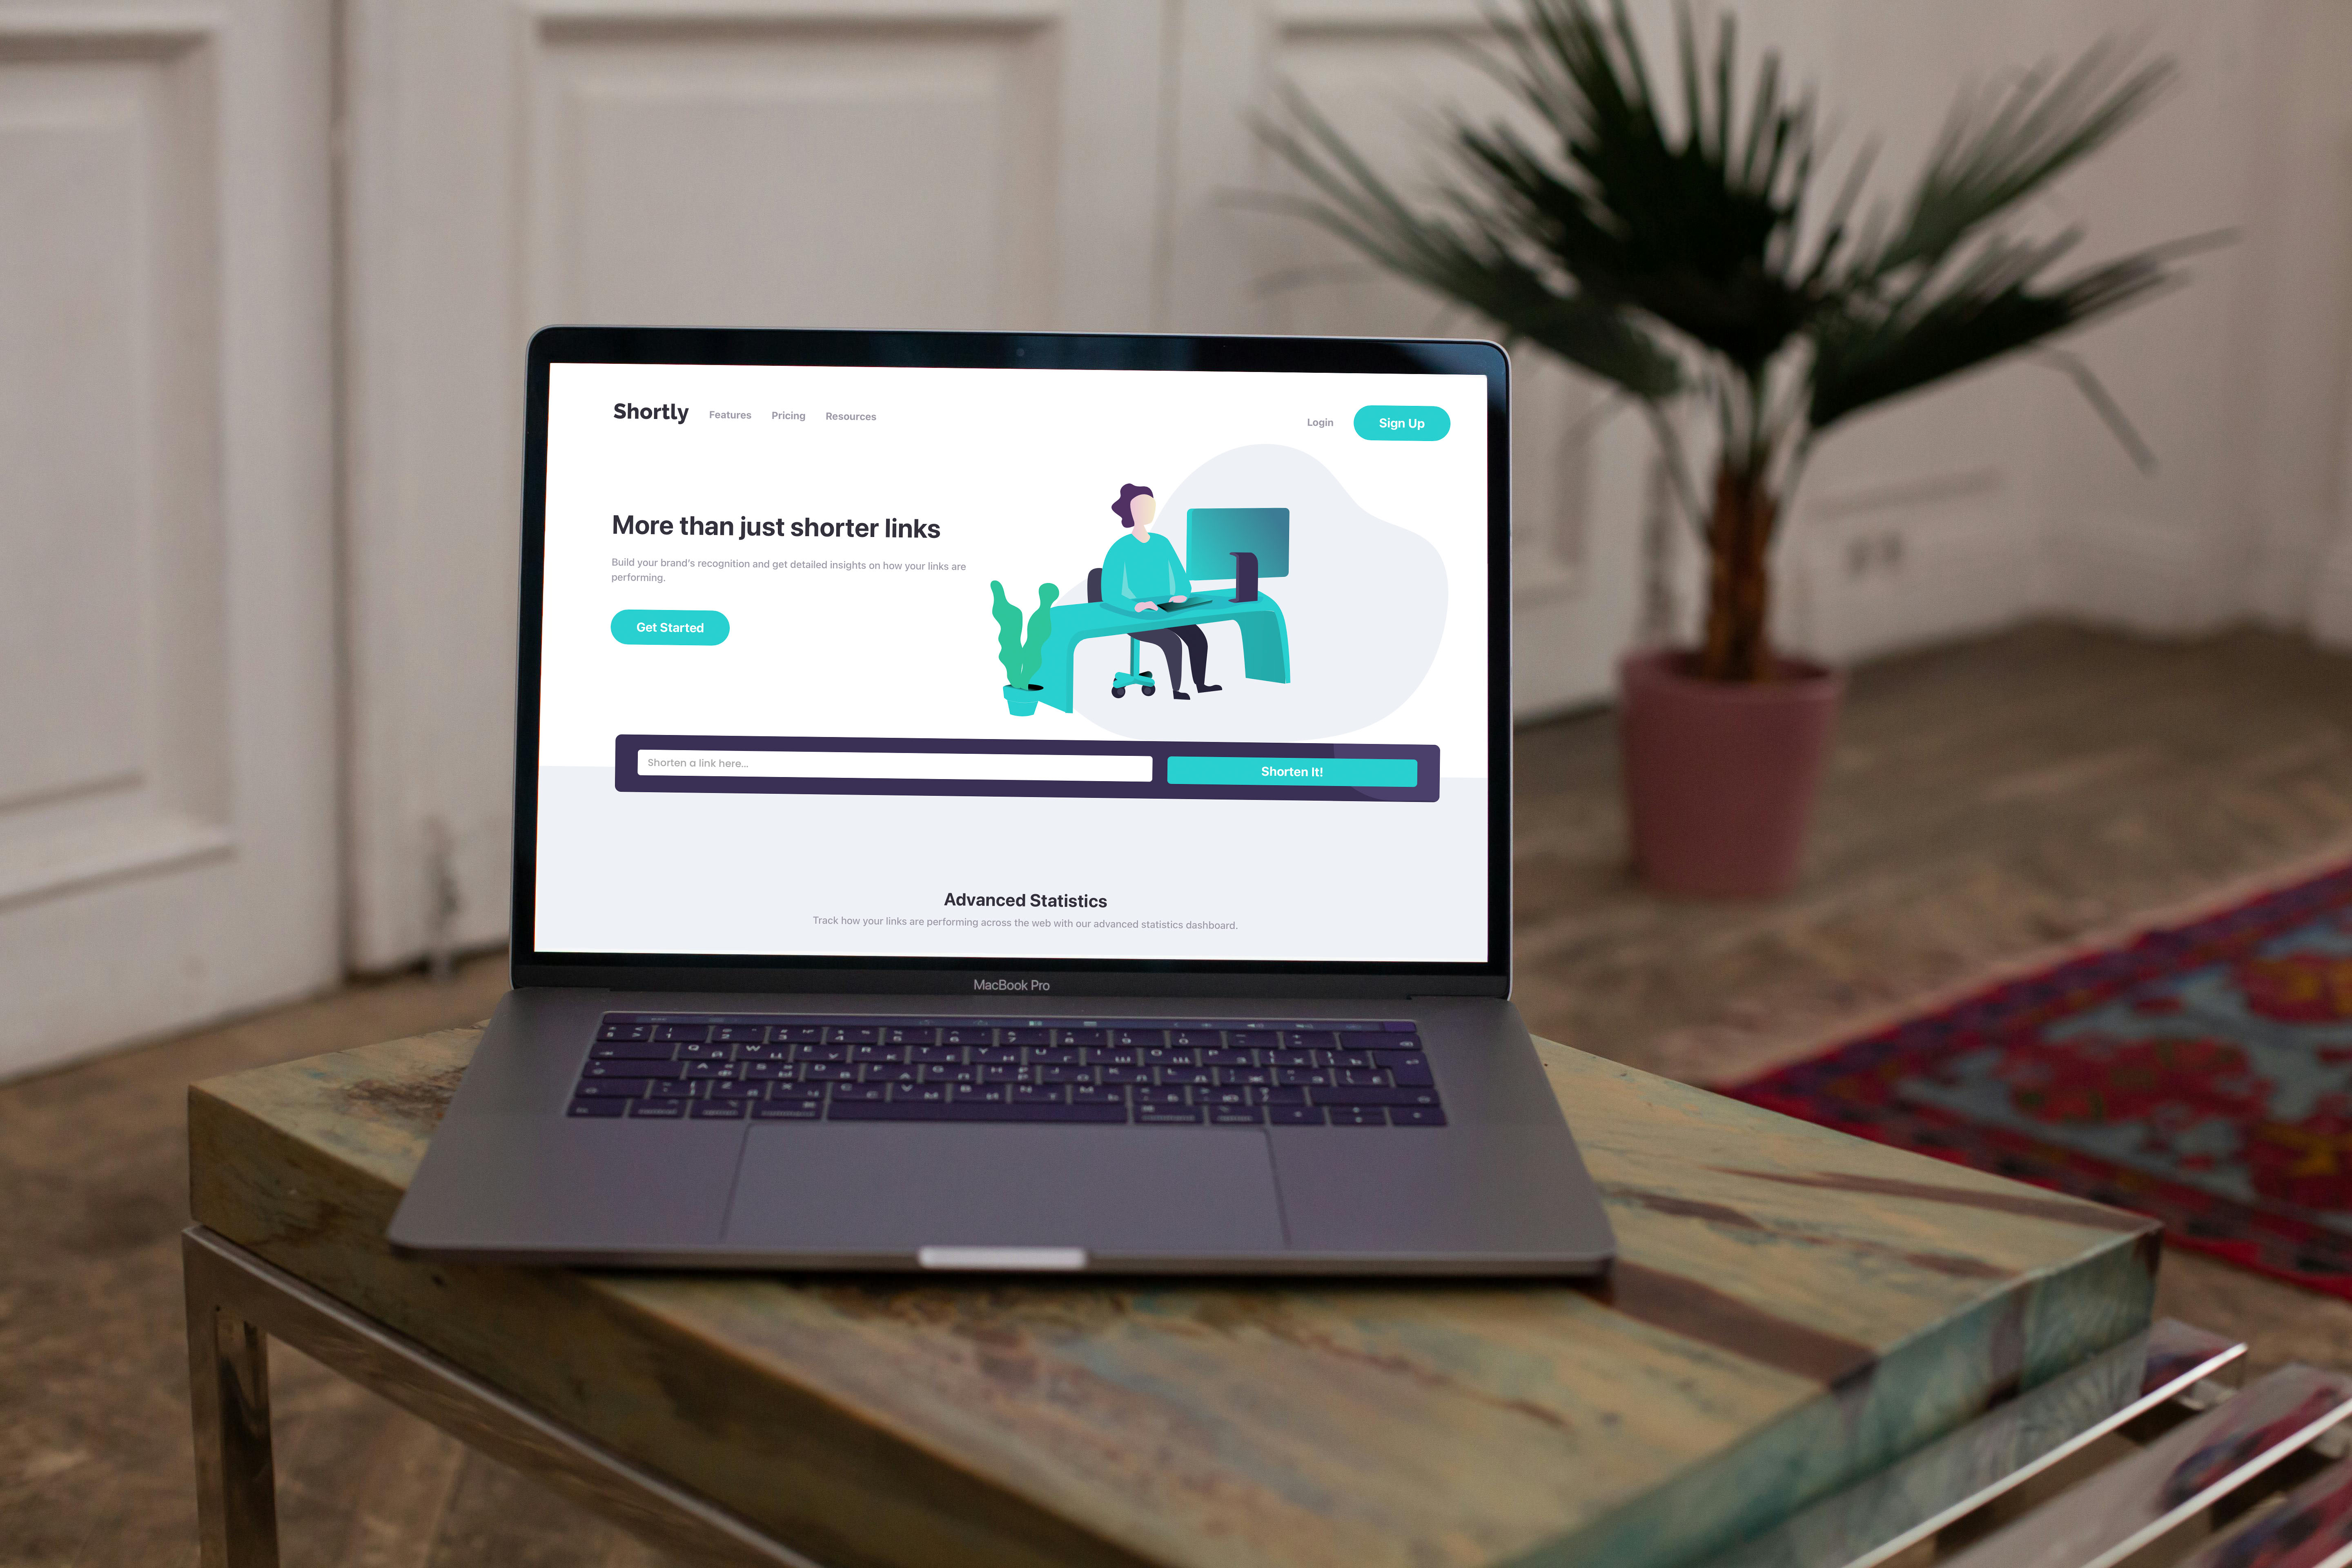 Shortly Features Pricing Resources Login Sign Up
More than just shorter links
Build your brand's recognition and get detailed insights on how your links are
performing.
Get Started
Shorten a link here... Shorten It!
Advanced Statistics
Track how your links are performing across the web with our advanced statistics dashboard.
MacBook Pro